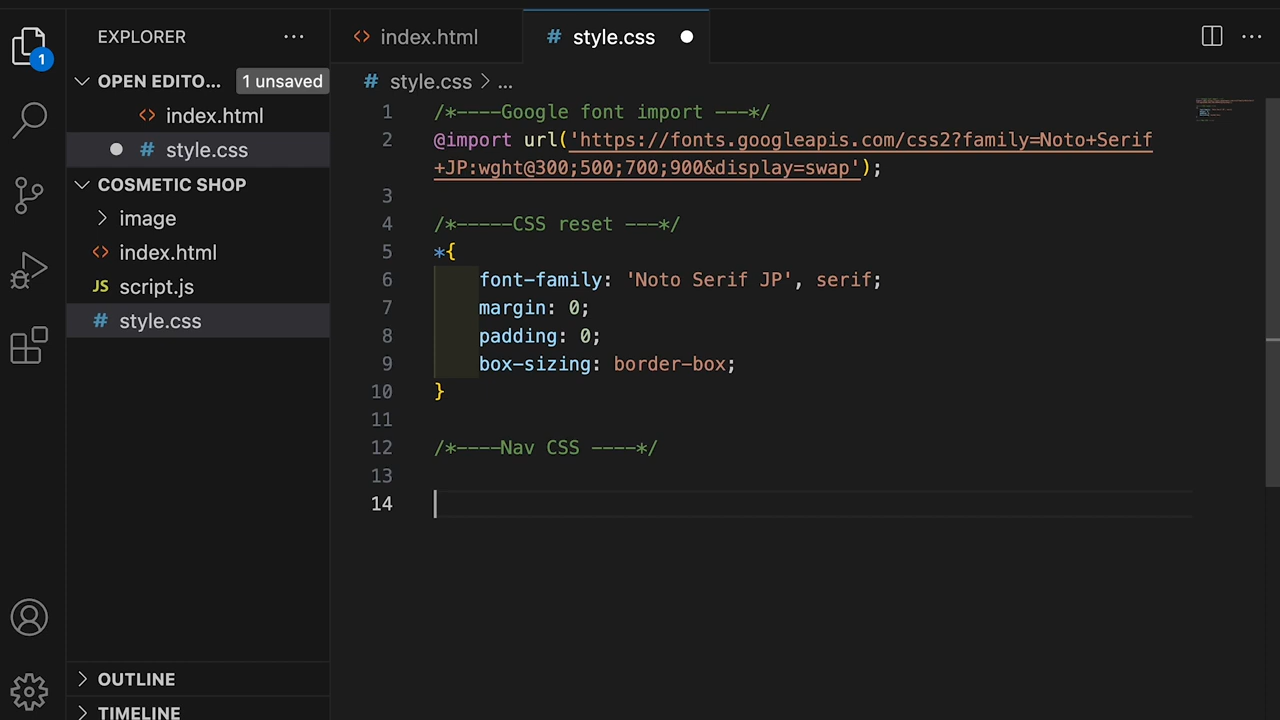 1
EXPLORER
···
OPEN EDITO...
1 unsaved
<> index.html
# style.css
COSMETIC SHOP
image
<> index.html
JS script.js
# style.css
OUTLINE
TIMELINE
<> index.html
# style.css
···
# style.css > ...
1 /*----Google font import ---*/
2 @import url('https://fonts.googleapis.com/css2?family=Noto+Serif
+JP:wght@300;500;700;900&display=swap');
3
4 /*-----CSS reset ---*/
5 *{
6 font-family: 'Noto Serif JP', serif;
7 margin: 0;
8 padding: 0;
9 box-sizing: border-box;
10 }
11
12 /*----Nav CSS ----*/
13
14